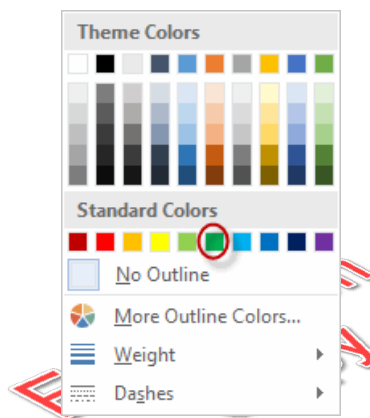 Theme Colors
Standard Colors
No Outline
More Outline Colors...
Weight
Dashes